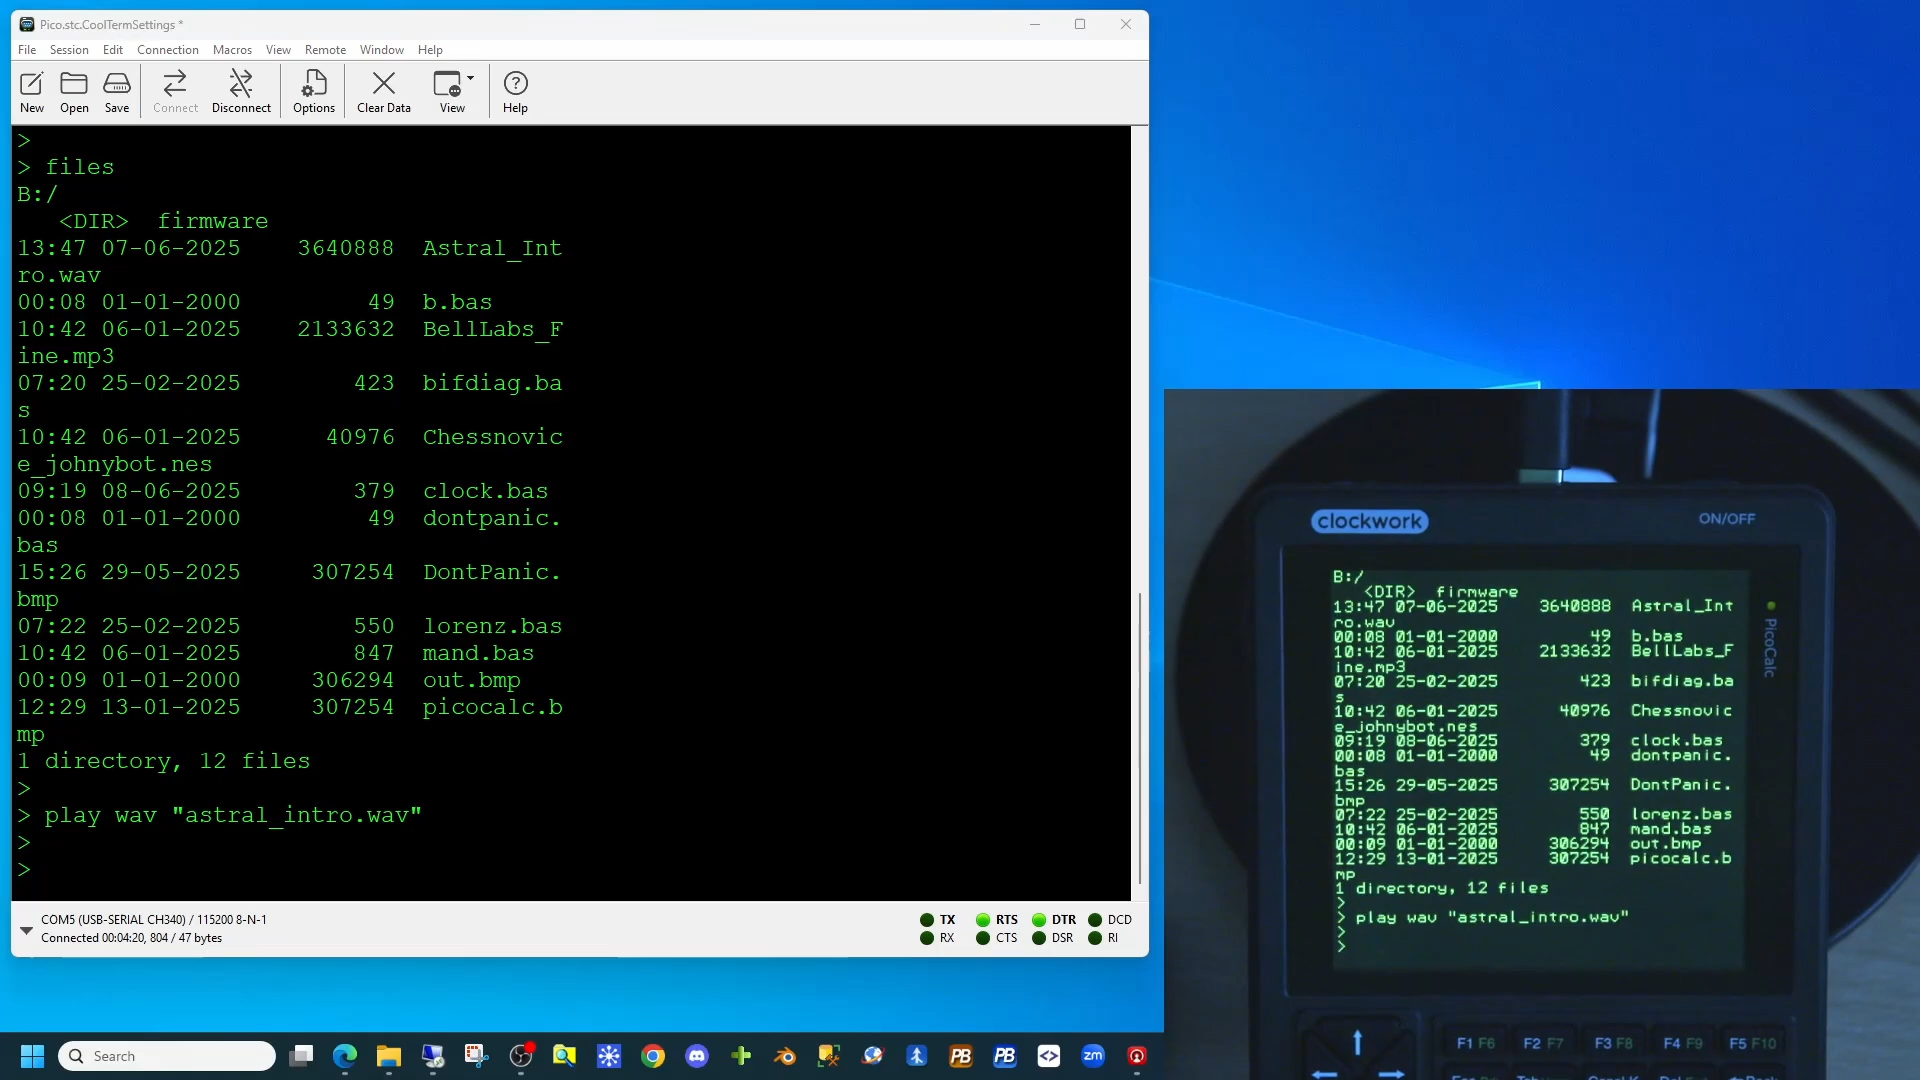 Pico.stc.CoolTermSettings *
File Session Edit Connection Macros View Remote Window Help
New Open Save Connect Disconnect Options Clear Data View Help
>
> files
B:/
<DIR> firmware
13:47 07-06-2025 3640888 Astral_Int
ro.wav
00:08 01-01-2000 49 b.bas
10:42 06-01-2025 2133632 BellLabs_F
ine.mp3
07:20 25-02-2025 423 bifdiag.ba
s
10:42 06-01-2025 40976 Chessnovic
e_johnybot.nes
09:19 08-06-2025 379 clock.bas
00:08 01-01-2000 49 dontpanic.
bas
15:26 29-05-2025 307254 DontPanic.
bmp
07:22 25-02-2025 550 lorenz.bas
10:42 06-01-2025 847 mand.bas
00:09 01-01-2000 306294 out.bmp
12:29 13-01-2025 307254 picocalc.b
mp
1 directory, 12 files
>
> play wav "astral_intro.wav"
>
>
COM5 (USB-SERIAL CH340) / 115200 8-N-1
Connected 00:04:20, 804 / 47 bytes
TX RTS DTR DCD
RX CTS DSR RI
clockwork
ON/OFF
PicoCalc
B:/
<DIR> firmware
13:47 07-06-2025 3640888 Astral_Int
ro.wav
00:08 01-01-2000 49 b.bas
10:42 06-01-2025 2133632 BellLabs_F
ine.mp3
07:20 25-02-2025 423 bifdiag.ba
s
10:42 06-01-2025 40976 Chessnovic
e_johnybot.nes
09:19 08-06-2025 379 clock.bas
00:08 01-01-2000 49 dontpanic.
bas
15:26 29-05-2025 307254 DontPanic.
bmp
07:22 25-02-2025 550 lorenz.bas
10:42 06-01-2025 847 mand.bas
00:09 01-01-2000 306294 out.bmp
12:29 13-01-2025 307254 picocalc.b
mp
1 directory, 12 files
>
> play wav "astral_intro.wav"
>
>
F1 F6 F2 F7 F3 F8 F4 F9 F5 F10
Search
PB
PB
zm